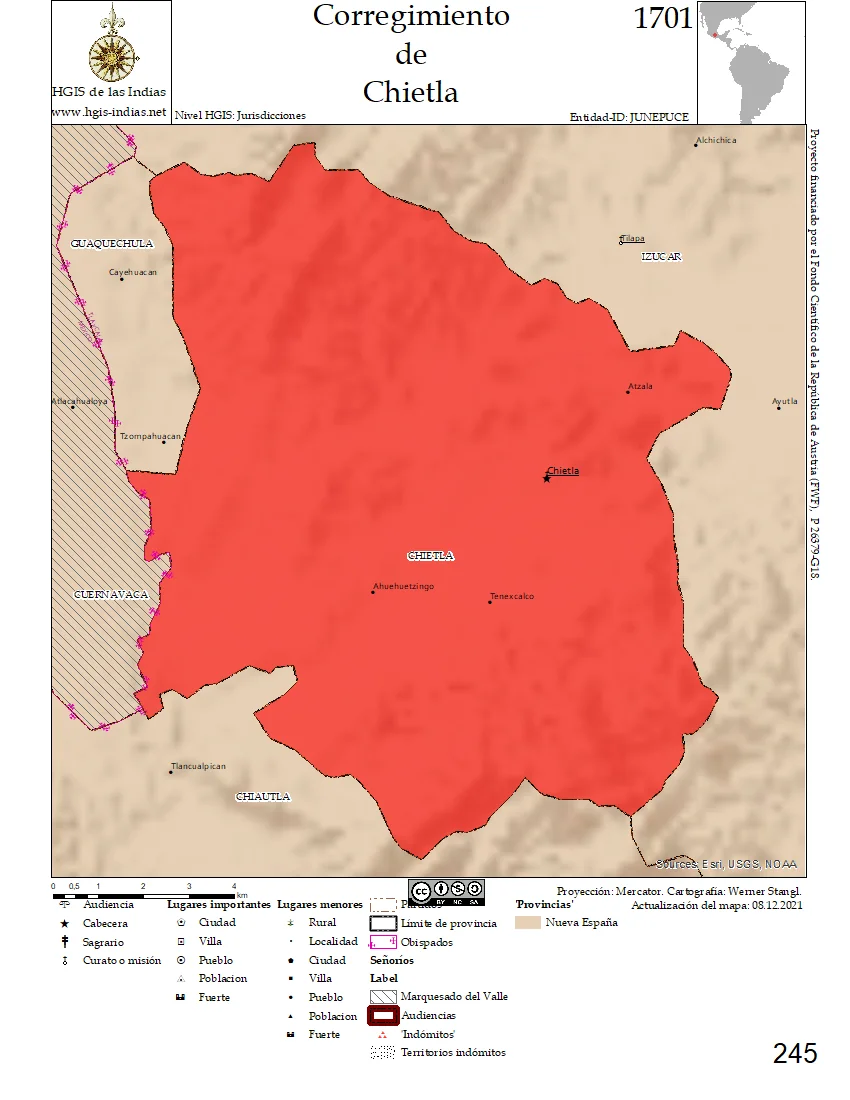 Corregimiento
de
Chietla
1701
HGIS de las Indias
www.hgis-indias.net
Nivel HGIS: Jurisdicciones
Entidad-ID: JUNEPUCE
Alchichica
Tilapa
IZUCAR
GUAQUECHULA
Cayehuacan
Atlacahualoya
Tzompahuacan
Atzala
Ayutla
Chietla
CHIETLA
Ahuehuetzingo
Tenexcalco
CUERNAVACA
Tlancualpican
CHIAUTLA
Sources: Esri, USGS, NOAA
Proyecto financiado por el Fondo Científico de la República de Austria (FWF), P 26379-G18.
0 0,5 1 2 3 4
km
cc BY NC SA
Proyección: Mercator. Cartografía: Werner Stangl.
Actualización del mapa: 08.12.2021
Audiencia
Cabecera
Sagrario
Curato o misión
Lugares importantes
Ciudad
Villa
Pueblo
Poblacion
Fuerte
Lugares menores
Rural
Localidad
Ciudad
Villa
Pueblo
Poblacion
Fuerte
Límite de provincia
Obispados
Señoríos
Label
Marquesado del Valle
Audiencias
'Indómitos'
Territorios indómitos
'Provincias'
Nueva España
245